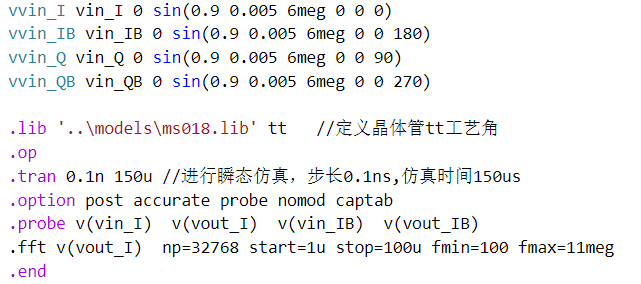 vvin_I vin_I 0 sin(0.9 0.005 6meg 0 0 0)
vvin_IB vin_IB 0 sin(0.9 0.005 6meg 0 0 180)
vvin_Q vin_Q 0 sin(0.9 0.005 6meg 0 0 90)
vvin_QB vin_QB 0 sin(0.9 0.005 6meg 0 0 270)
.lib '..\models\ms018.lib' tt //定义晶体管tt工艺角
.op
.tran 0.1n 150u //进行瞬态仿真，步长0.1ns,仿真时间150us
.option post accurate probe nomod captab
.probe v(vin_I) v(vout_I) v(vin_IB) v(vout_IB)
.fft v(vout_I) np=32768 start=1u stop=100u fmin=100 fmax=11meg
.end